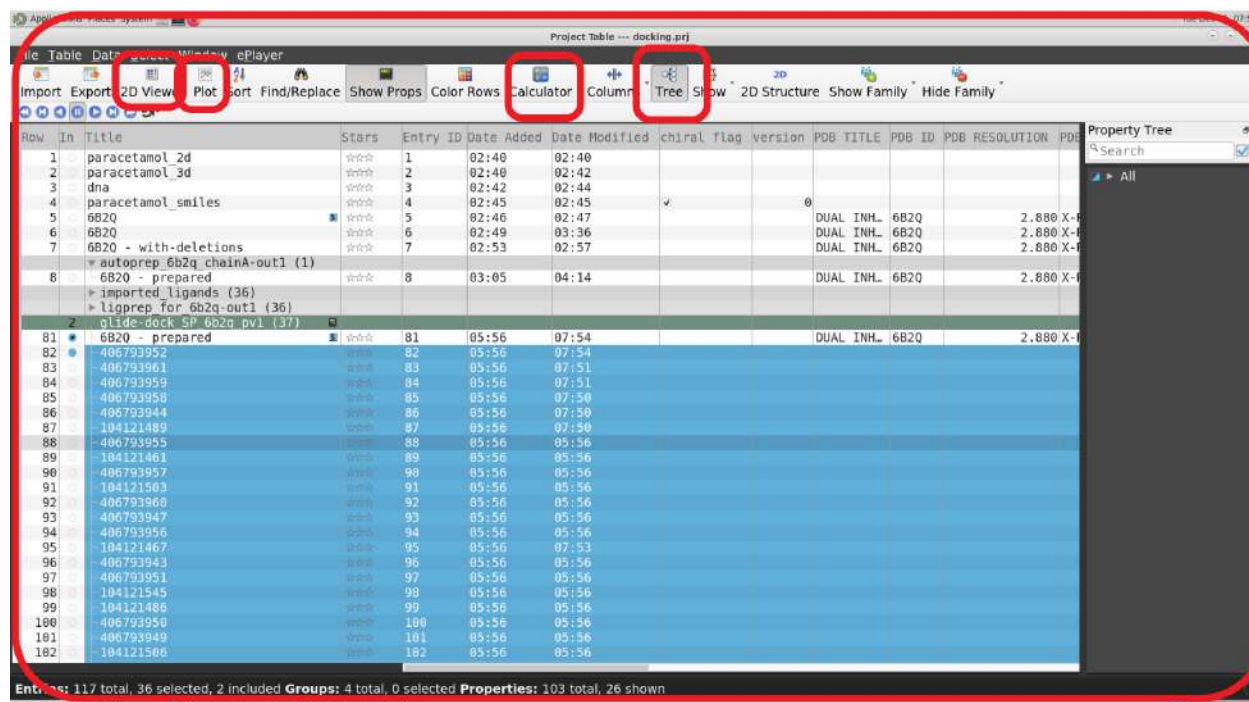 Project Table --- docking.prj
Table Data Select Window ePlayer
Import Export 2D Viewer Plot Sort Find/Replace Show Props Color Rows Calculator Columns Tree Show 2D Structure Show Family Hide Family
Row In Title Stars Entry ID Date Added Date Modified chiral flag version PDB TITLE PDB ID PDB RESOLUTION PDB
Property Tree
Search
All
1 paracetamol_2d ☆☆☆ 1 02:40 02:40
2 paracetamol_3d ☆☆☆ 2 02:40 02:42
3 dna ☆☆☆ 3 02:42 02:44
4 paracetamol_smiles ☆☆☆ 4 02:45 02:45 ✓ 0
5 6B2Q ☆☆☆ 5 02:46 02:47 DUAL INH… 6B2Q 2.880 X-
6 6B2Q ☆☆☆ 6 02:49 03:36 DUAL INH… 6B2Q 2.880 X-
7 6B2Q - with-deletions ☆☆☆ 7 02:53 02:57 DUAL INH… 6B2Q 2.880 X-
autoprep_6b2q_chainA-out1 (1)
8 6B2Q - prepared ☆☆☆ 8 03:05 04:14 DUAL INH… 6B2Q 2.880 X-
imported_ligands (36)
ligprep_for_6b2q-out1 (36)
2 glide-dock_SP_6b2q_pv1 (37)
81 6B2Q - prepared ☆☆☆ 81 05:56 07:54 DUAL INH… 6B2Q 2.880 X-
82 406793952 ☆☆☆ 82 05:56 07:54
83 406793961 ☆☆☆ 83 05:56 07:51
84 406793959 ☆☆☆ 84 05:56 07:51
85 406793958 ☆☆☆ 85 05:56 07:50
86 406793944 ☆☆☆ 86 05:56 07:50
87 104121489 ☆☆☆ 87 05:56 07:50
88 406793955 ☆☆☆ 88 05:56 05:56
89 104121461 ☆☆☆ 89 05:56 05:56
90 406793957 ☆☆☆ 90 05:56 05:56
91 104121503 ☆☆☆ 91 05:56 05:56
92 406793960 ☆☆☆ 92 05:56 05:56
93 406793947 ☆☆☆ 93 05:56 05:56
94 406793956 ☆☆☆ 94 05:56 05:56
95 104121467 ☆☆☆ 95 05:56 07:53
96 406793943 ☆☆☆ 96 05:56 05:56
97 406793951 ☆☆☆ 97 05:56 05:56
98 104121545 ☆☆☆ 98 05:56 05:56
99 104121486 ☆☆☆ 99 05:56 05:56
100 406793950 ☆☆☆ 100 05:56 05:56
101 406793949 ☆☆☆ 101 05:56 05:56
102 104121506 ☆☆☆ 102 05:56 05:56
Entries: 117 total, 36 selected, 2 included Groups: 4 total, 0 selected Properties: 103 total, 26 shown